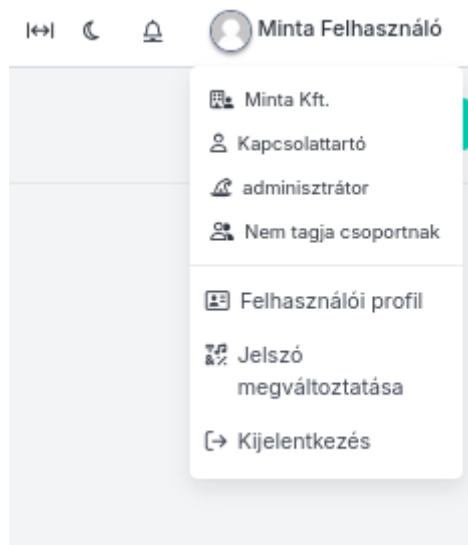 Minta Felhasználó
Minta Kft.
Kapcsolattartó
adminisztrátor
Nem tagja csoportnak
Felhasználói profil
Jelszó
megváltoztatása
Kijelentkezés